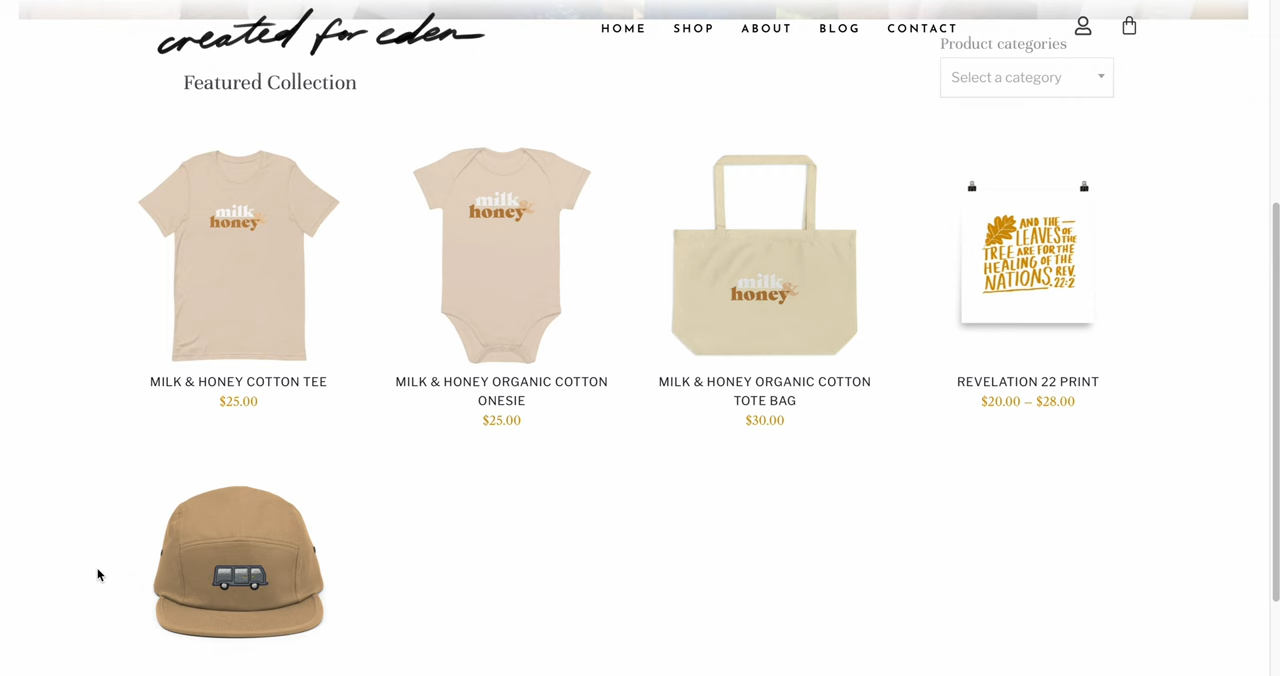 created for eden
HOME SHOP ABOUT BLOG CONTACT
Product categories
Featured Collection
Select a category
milk
honey
milk
honey
milk
honey
AND THE
LEAVES OF THE
TREE ARE FOR THE
HEALING OF THE
NATIONS. REV. 22:2
MILK & HONEY COTTON TEE
$25.00
MILK & HONEY ORGANIC COTTON
ONESIE
$25.00
MILK & HONEY ORGANIC COTTON
TOTE BAG
$30.00
REVELATION 22 PRINT
$20.00 – $28.00